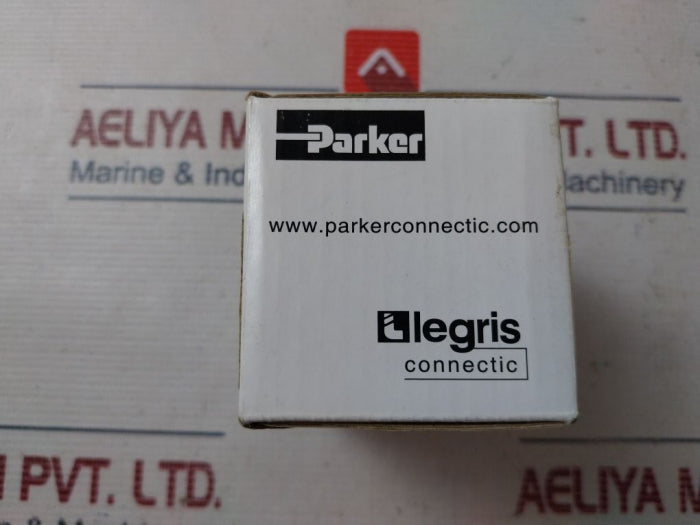 AELIYA M
T. LTD.
Marine & Ind
achinery
Parker
www.parkerconnectic.com
legris
connectic
PVT. LTD.
AELIYA M